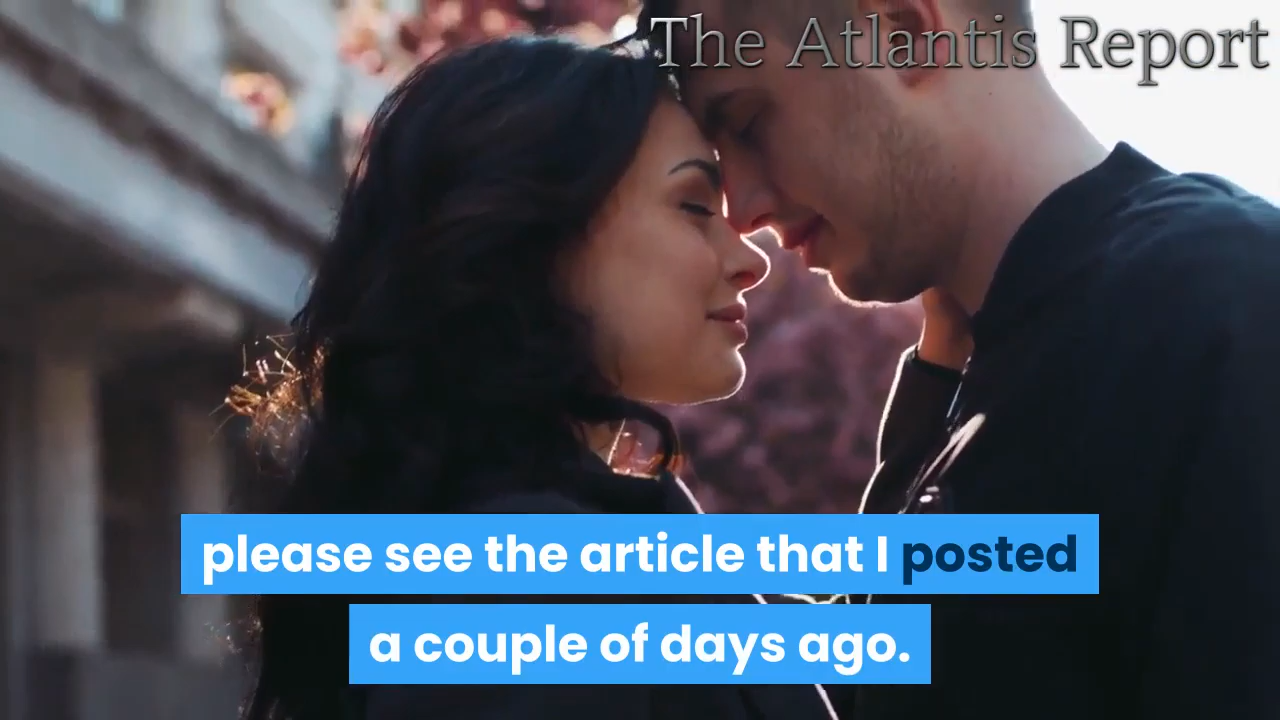 The Atlantis Report
please see the article that I posted
a couple of days ago.